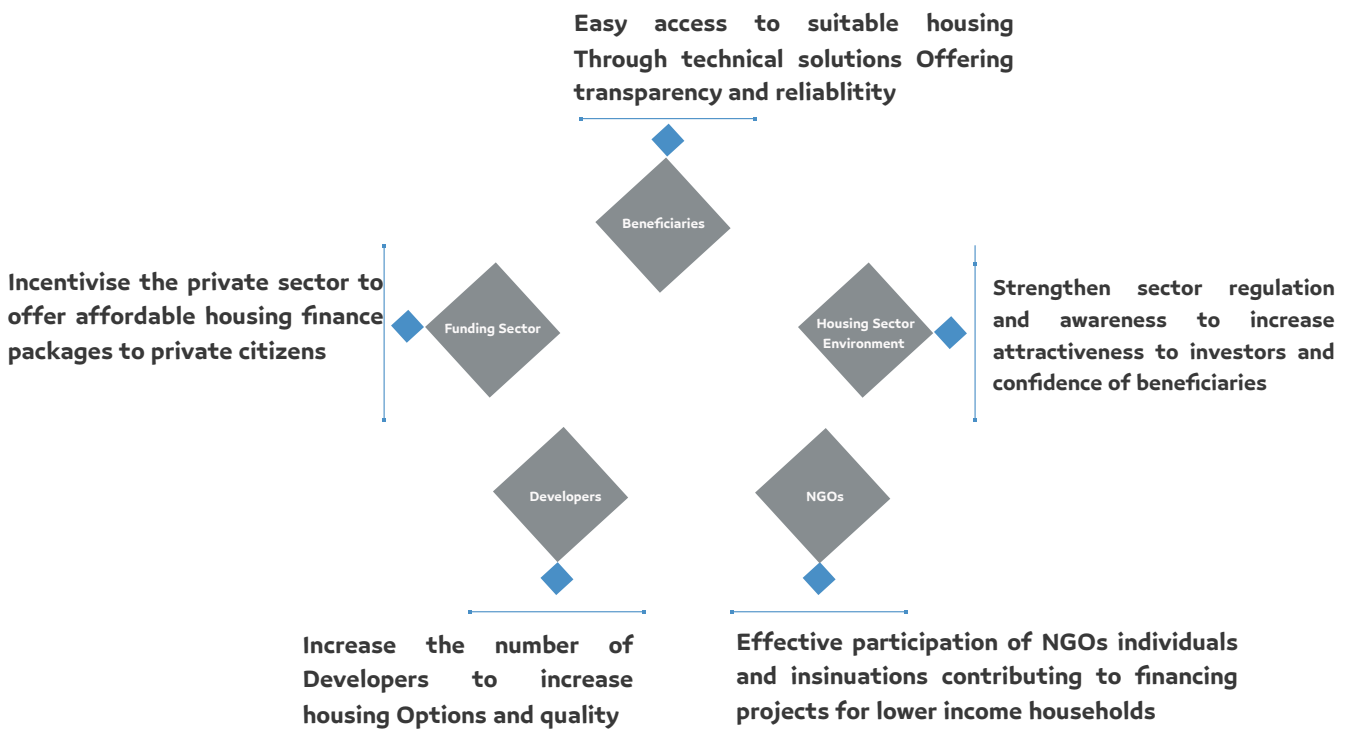 Easy access to suitable housing
Through technical solutions Offering
transparency and reliablitity
Beneficiaries
Incentivise the private sector to
offer affordable housing finance
packages to private citizens
Funding Sector
Housing Sector
Environment
Strengthen sector regulation
and awareness to increase
attractiveness to investors and
confidence of beneficiaries
Developers
NGOs
Increase the number of
Developers to increase
housing Options and quality
Effective participation of NGOs individuals
and insinuations contributing to financing
projects for lower income households